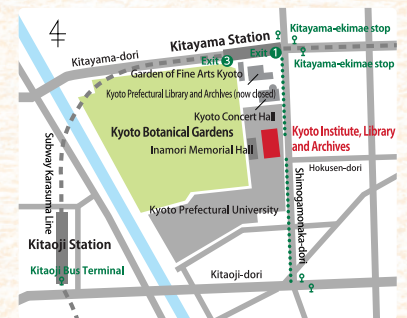 Kitayama-ekimae stop
Kitayama Station
Kitayama-dori
Exit 3
Exit 1
Kitayama-ekimae stop
Garden of Fine Arts Kyoto
Kyoto Prefectural Library and Archives (now closed)
Kyoto Concert Hall
Kyoto Botanical Gardens
Kyoto Institute, Library
and Archives
Inamori Memorial Hall
Hokusen-dori
Subway Karasuma Line
Shimogamonaka-dori
Kyoto Prefectural University
Kitaoji Station
Kitaoji Bus Terminal
Kitaoji-dori